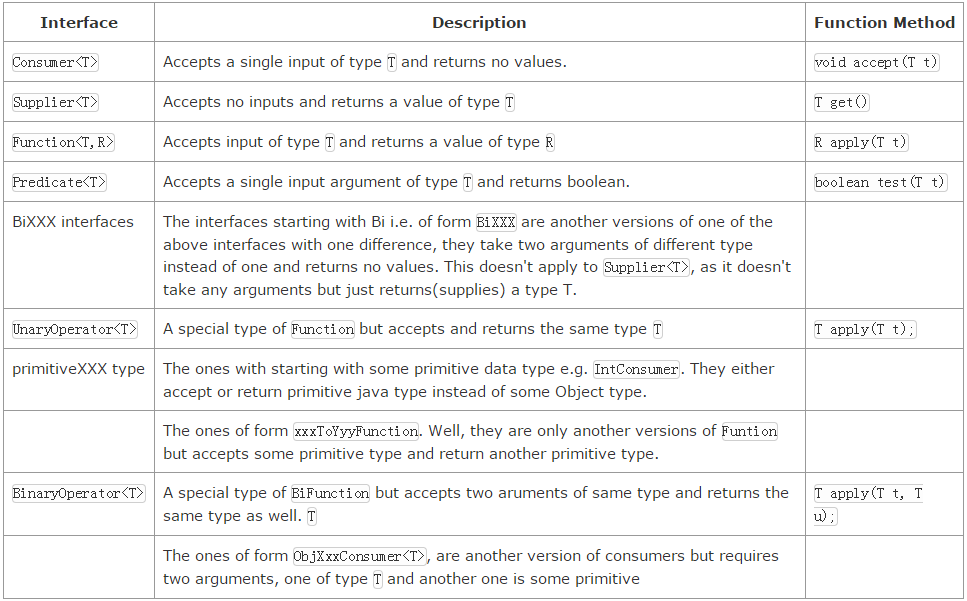 Interface Description Function Method
Consumer<T> Accepts a single input of type T and returns no values. void accept(T t)
Supplier<T> Accepts no inputs and returns a value of type T T get()
Function<T,R> Accepts input of type T and returns a value of type R R apply(T t)
Predicate<T> Accepts a single input argument of type T and returns boolean. boolean test(T t)
BiXXX interfaces The interfaces starting with Bi i.e. of form BiXXX are another versions of one of the
above interfaces with one difference, they take two arguments of different type
instead of one and returns no values. This doesn't apply to Supplier<T>, as it doesn't
take any arguments but just returns(supplies) a type T.
UnaryOperator<T> A special type of Function but accepts and returns the same type T T apply(T t);
primitiveXXX type The ones with starting with some primitive data type e.g. IntConsumer. They either
accept or return primitive java type instead of some Object type.
The ones of form xxxToYyyFunction. Well, they are only another versions of Funtion
but accepts some primitive type and return another primitive type.
BinaryOperator<T> A special type of BiFunction but accepts two aruments of same type and returns the T apply(T t, T
same type as well. T u);
The ones of form ObjXxxConsumer<T>, are another version of consumers but requires
two arguments, one of type T and another one is some primitive